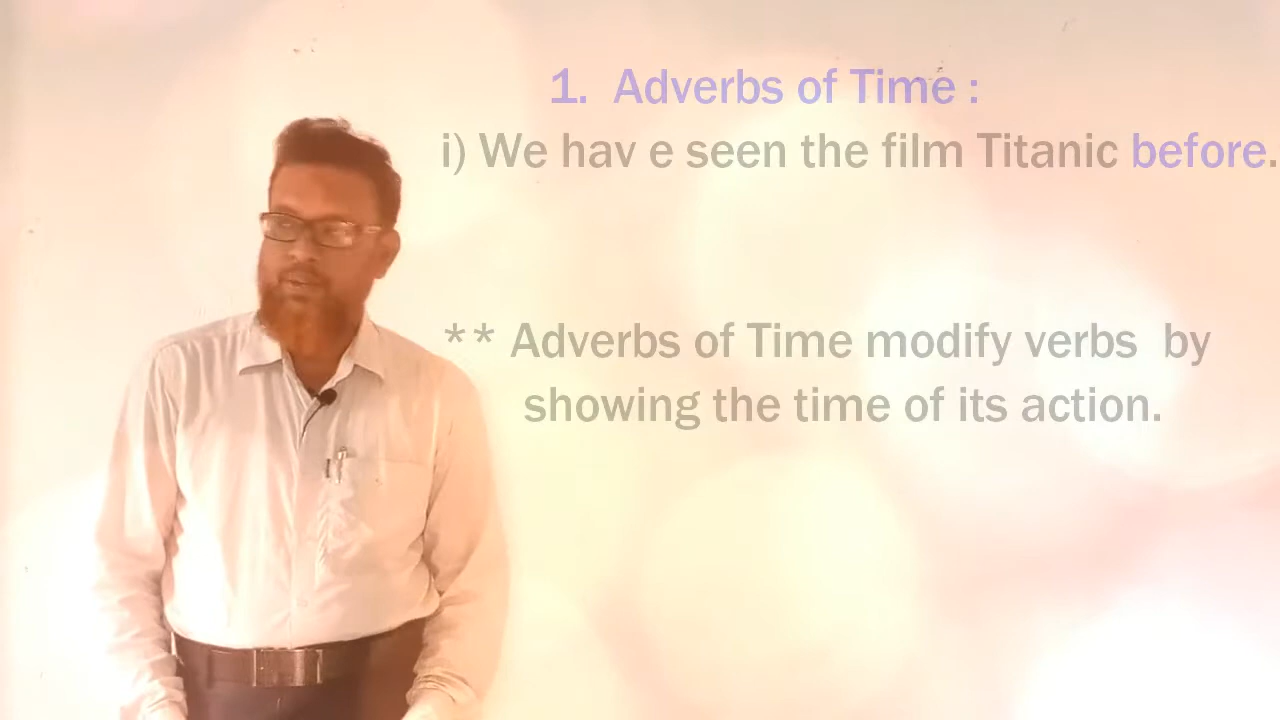 1. Adverbs of Time :
i) We hav e seen the film Titanic before.
** Adverbs of Time modify verbs by
showing the time of its action.